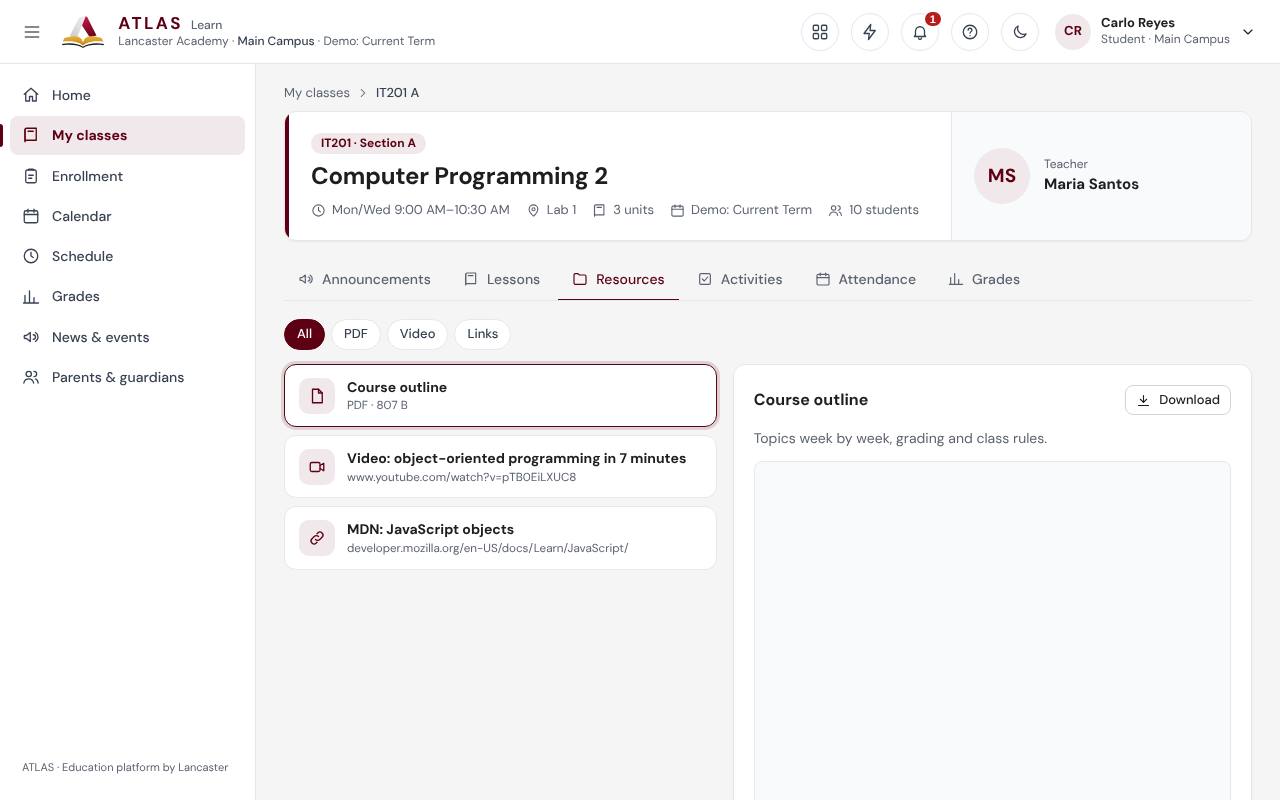 ATLAS Learn
Lancaster Academy · Main Campus · Demo: Current Term
1
CR
Carlo Reyes
Student · Main Campus
Home
My classes
Enrollment
Calendar
Schedule
Grades
News & events
Parents & guardians
ATLAS · Education platform by Lancaster
My classes > IT201 A
IT201 · Section A
Computer Programming 2
Mon/Wed 9:00 AM–10:30 AM Lab 1 3 units Demo: Current Term 10 students
MS
Teacher
Maria Santos
Announcements Lessons Resources Activities Attendance Grades
All PDF Video Links
Course outline
PDF · 807 B
Video: object-oriented programming in 7 minutes
www.youtube.com/watch?v=pTB0EiLXUC8
MDN: JavaScript objects
developer.mozilla.org/en-US/docs/Learn/JavaScript/
Course outline
Download
Topics week by week, grading and class rules.